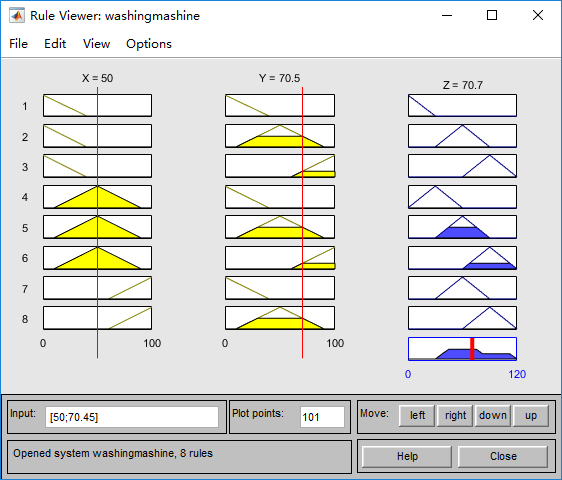 Rule Viewer: washingmashine
File Edit View Options
X = 50 Y = 70.5 Z = 70.7
1
2
3
4
5
6
7
8
0 100 0 100
0 120
Input: [50;70.45] Plot points: 101 Move: left right down up
Opened system washingmashine, 8 rules Help Close